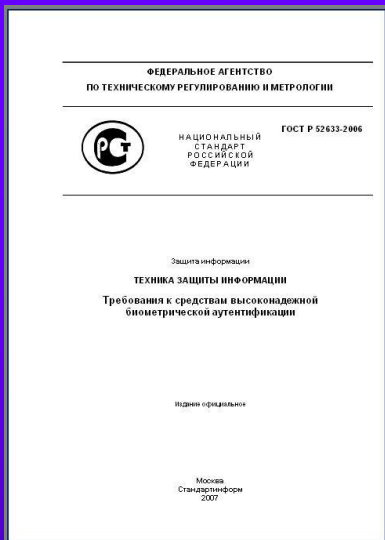 ФЕДЕРАЛЬНОЕ АГЕНТСТВО
ПО ТЕХНИЧЕСКОМУ РЕГУЛИРОВАНИЮ И МЕТРОЛОГИИ
НАЦИОНАЛЬНЫЙ
СТАНДАРТ
РОССИЙСКОЙ
ФЕДЕРАЦИИ
ГОСТ Р 52633-2006
Защита информации
ТЕХНИКА ЗАЩИТЫ ИНФОРМАЦИИ
Требования к средствам высоконадежной
биометрической аутентификации
Издание официальное
Москва
Стандартинформ
2007